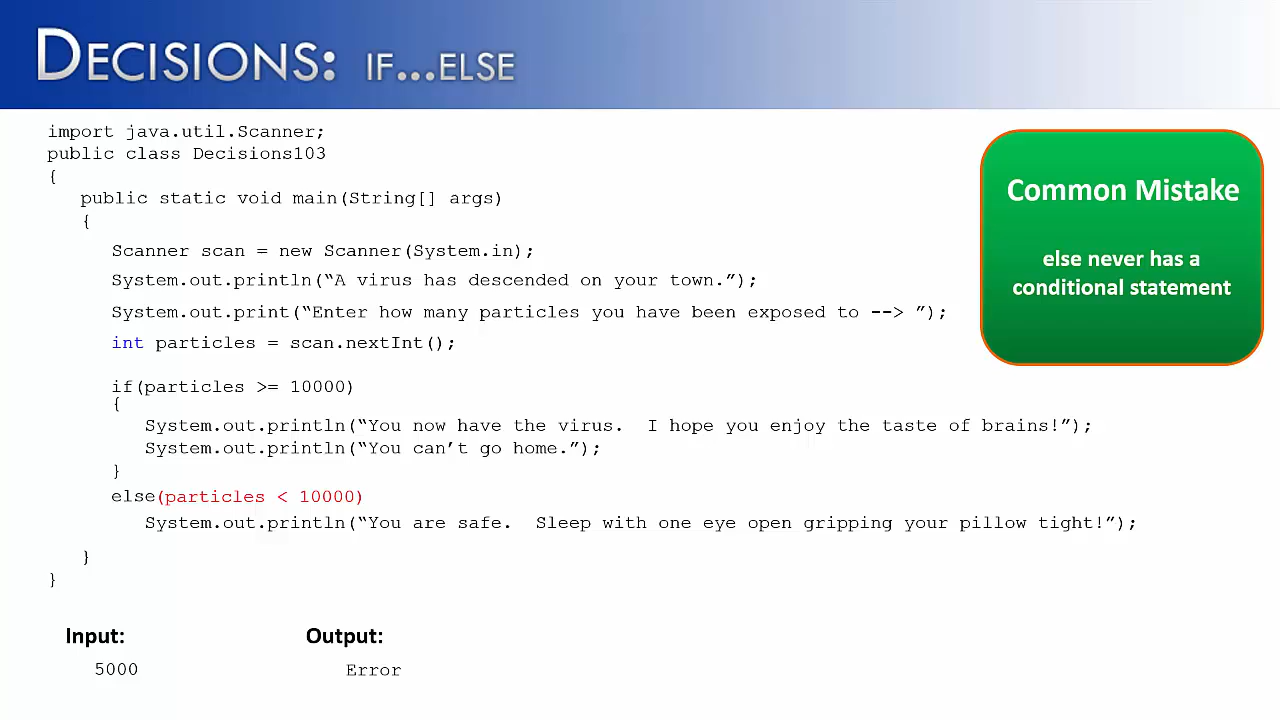 DECISIONS: IF...ELSE
import java.util.Scanner;
public class Decisions103
{
public static void main(String[] args)
{
Scanner scan = new Scanner(System.in);
System.out.println(“A virus has descended on your town.”);
System.out.print(“Enter how many particles you have been exposed to --> ”);
int particles = scan.nextInt();
if(particles >= 10000)
{
System.out.println(“You now have the virus.  I hope you enjoy the taste of brains!”);
System.out.println(“You can’t go home.”);
}
else(particles < 10000)
System.out.println(“You are safe.  Sleep with one eye open gripping your pillow tight!”);
}
}
Common Mistake
else never has a
conditional statement
Input: Output:
5000 Error